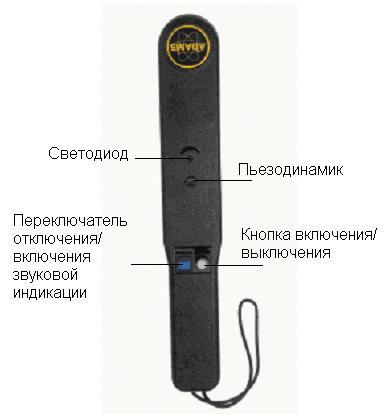 ADAMS
Светодиод
Пьезодинамик
Переключатель
отключения/
включения
звуковой
индикации
Кнопка включения/
выключения